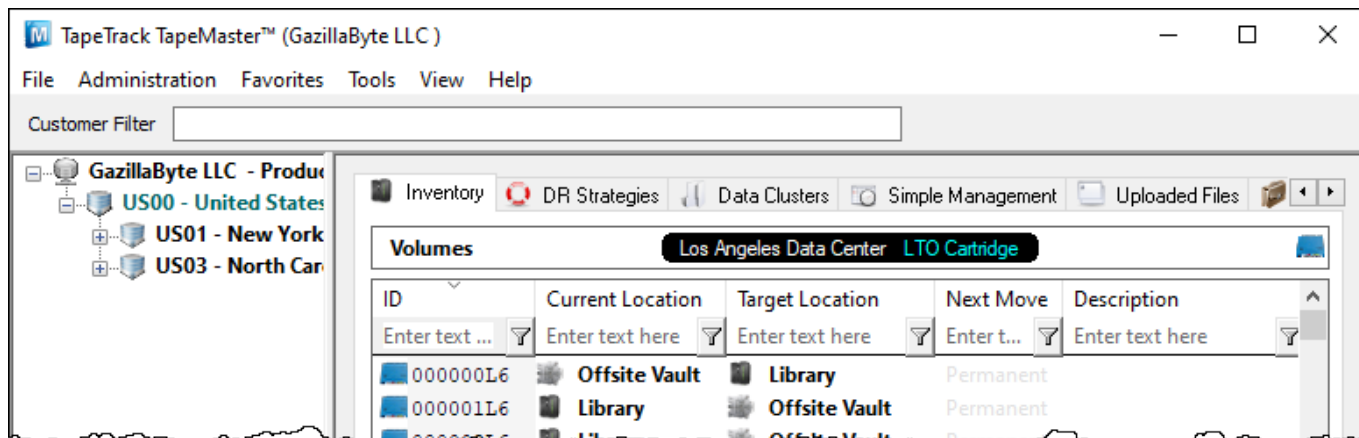 TapeTrack TapeMaster™ (GazillaByte LLC )
File Administration Favorites Tools View Help
Customer Filter
GazillaByte LLC - Produc
US00 - United States
US01 - New York
US03 - North Car
Inventory DR Strategies Data Clusters Simple Management Uploaded Files
Volumes Los Angeles Data Center LTO Cartridge
ID Current Location Target Location Next Move Description
Enter text ... Enter text here Enter text here Enter t... Enter text here
000000L6 Offsite Vault Library Permanent
000001L6 Library Offsite Vault Permanent